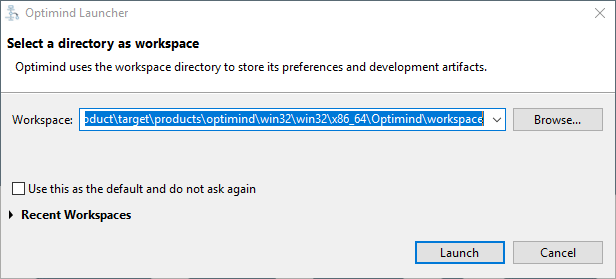 Optimind Launcher
Select a directory as workspace
Optimind uses the workspace directory to store its preferences and development artifacts.
Workspace: oduct\target\products\optimind\win32\win32\x86_64\Optimind\workspace Browse...
Use this as the default and do not ask again
Recent Workspaces
Launch Cancel